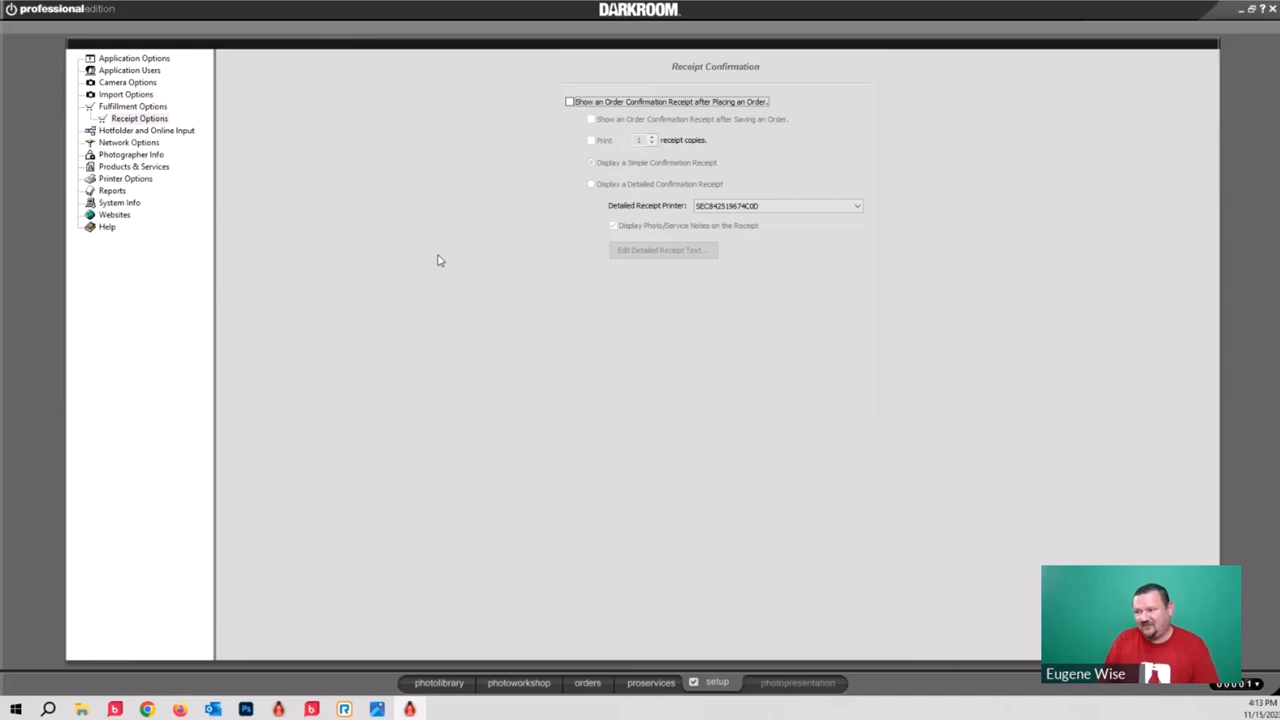 professionaledition
DARKROOM
Application Options
Application Users
Camera Options
Import Options
Fulfillment Options
Receipt Options
Hotfolder and Online Input
Network Options
Photographer Info
Products & Services
Printer Options
Reports
System Info
Websites
Help
Receipt Confirmation
Show an Order Confirmation Receipt after Placing an Order.
Show an Order Confirmation Receipt after Saving an Order.
Print 1 receipt copies.
Display a Simple Confirmation Receipt
Display a Detailed Confirmation Receipt
Detailed Receipt Printer: SEC842519674C0D
Display Photo/Service Notes on the Receipt
Edit Detailed Receipt Text...
Eugene Wise
photolibrary photoworkshop orders proservices setup photopresentation 00001
4:13 PM